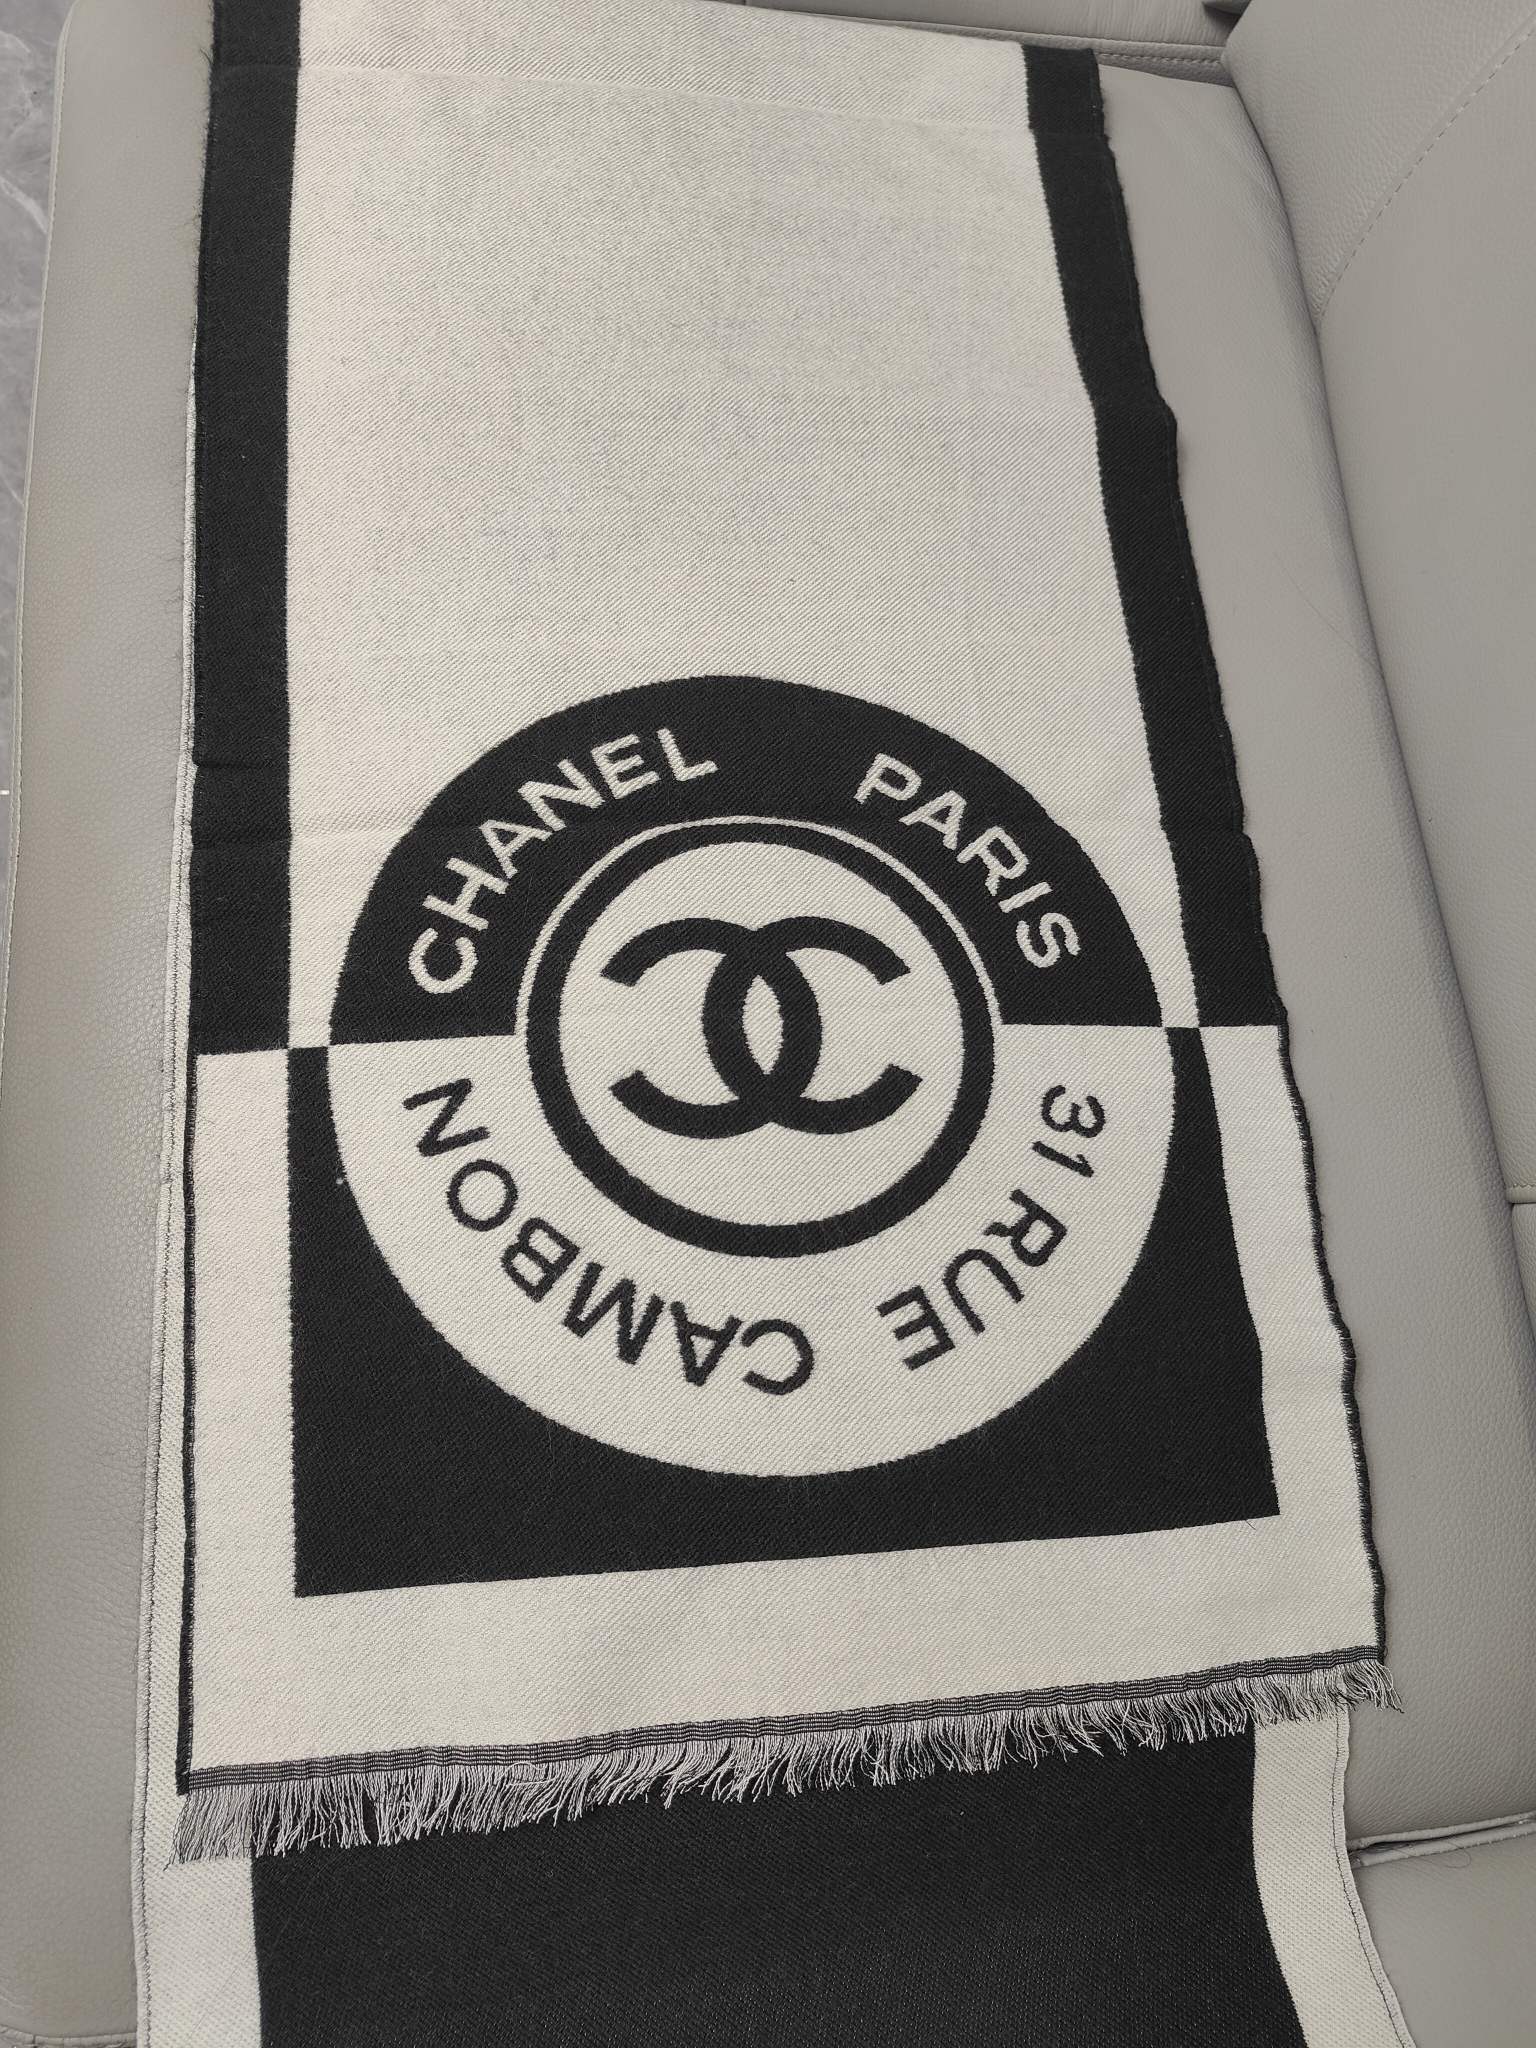 CHANEL PARIS
31 RUE CAMBON